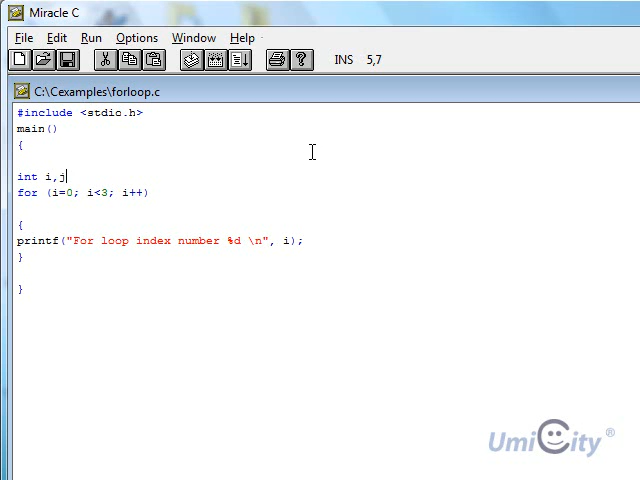 Miracle C
File Edit Run Options Window Help
INS 5,7
C:\Cexamples\forloop.c
#include <stdio.h>
main()
{
int i,j
for (i=0; i<3; i++)
{
printf("For loop index number %d \n", i);
}
}
UmiCity®